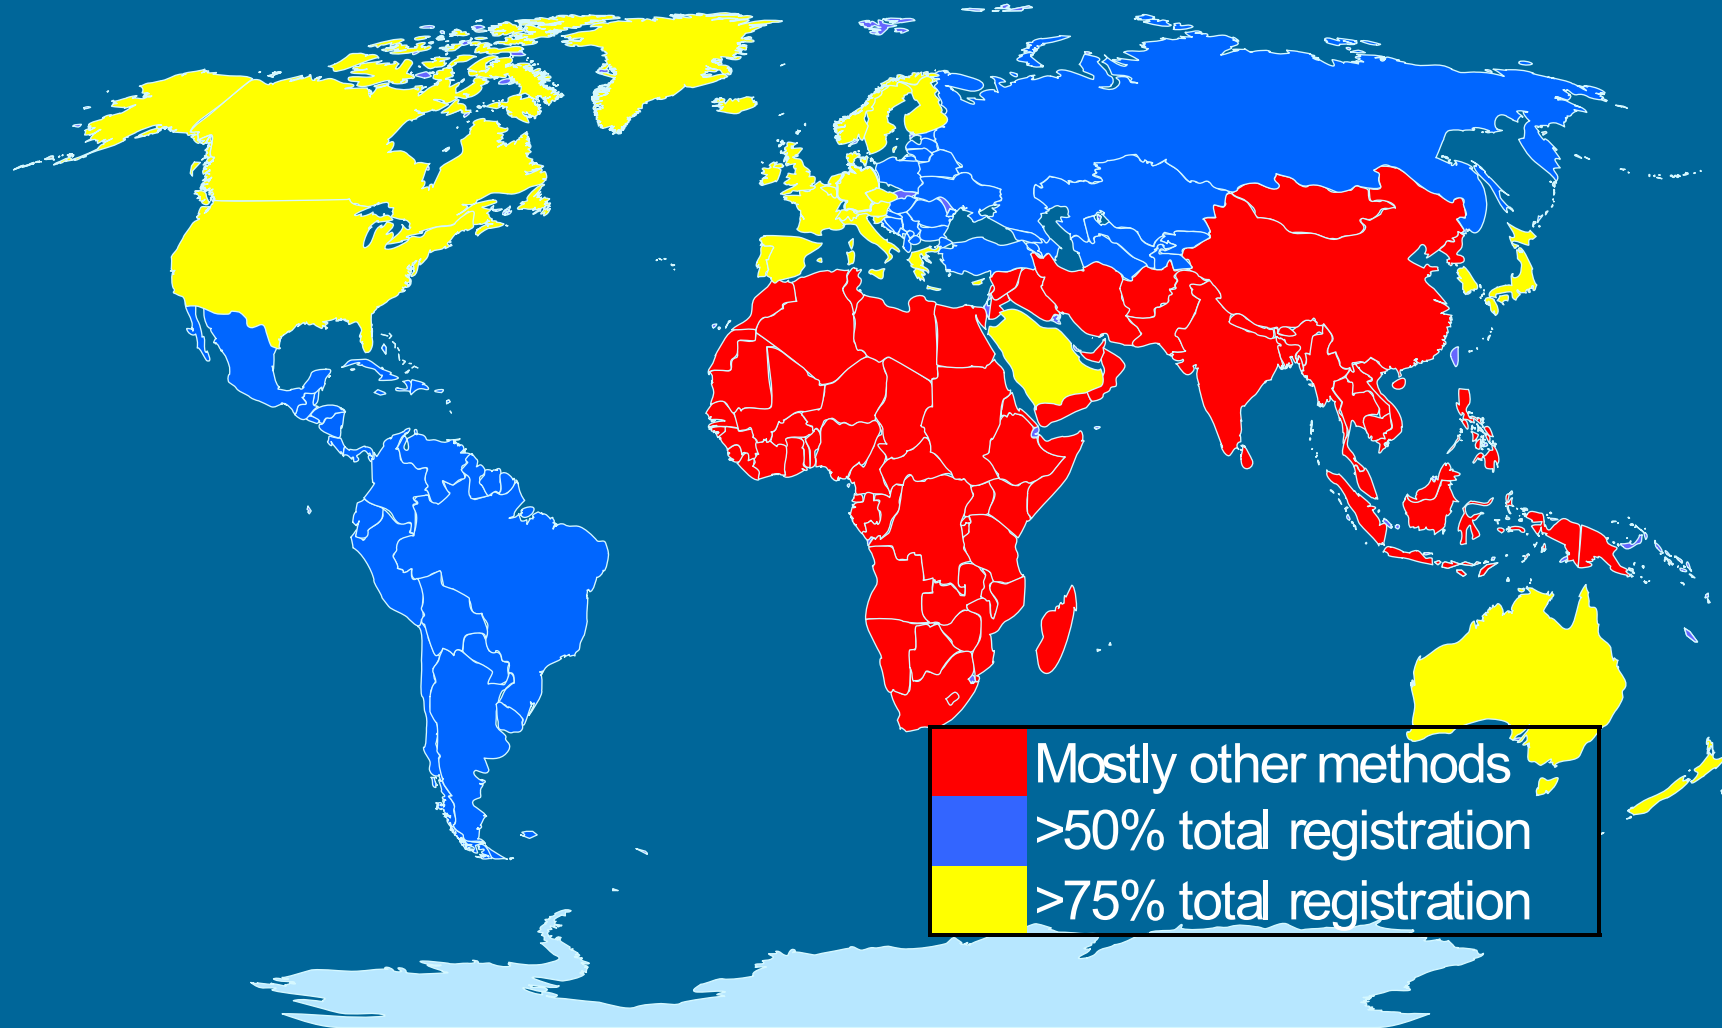 Mostly other methods
>50% total registration
>75% total registration